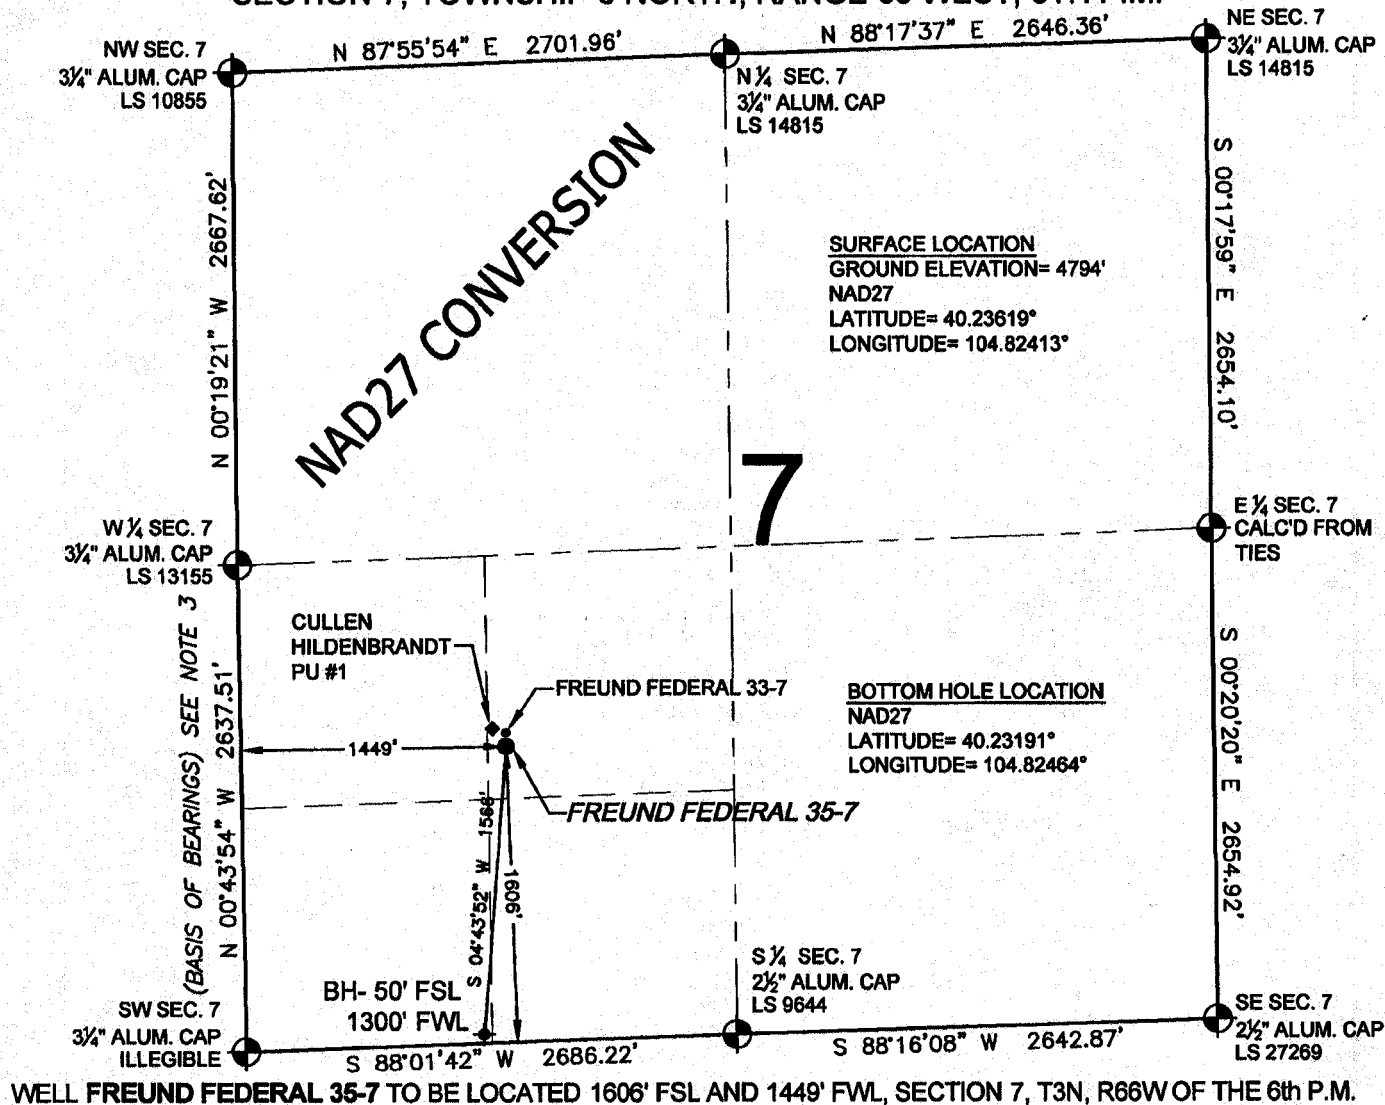 NW SEC. 7
3¼" ALUM. CAP
LS 10855
N 87°55'54" E 2701.96'
N 88°17'37" E 2646.36'
NE SEC. 7
3¼" ALUM. CAP
LS 14815
N ¼ SEC. 7
3¼" ALUM. CAP
LS 14815
NAD27 CONVERSION
N 00°19'21" W 2667.62'
S 00°17'59" E 2654.10'
SURFACE LOCATION
GROUND ELEVATION= 4794'
NAD27
LATITUDE= 40.23619°
LONGITUDE= 104.82413°
7
W ¼ SEC. 7
3¼" ALUM. CAP
LS 13155
E ¼ SEC. 7
CALC'D FROM
TIES
(BASIS OF BEARINGS) SEE NOTE 3
N 00°43'54" W 2637.51'
CULLEN
HILDENBRANDT
PU #1
FREUND FEDERAL 33-7
1449'
FREUND FEDERAL 35-7
S 04°43'52" W 1566'
1606'
BOTTOM HOLE LOCATION
NAD27
LATITUDE= 40.23191°
LONGITUDE= 104.82464°
S 00°20'20" E 2654.92'
BH- 50' FSL
1300' FWL
S ¼ SEC. 7
2½" ALUM. CAP
LS 9644
SW SEC. 7
3¼" ALUM. CAP
ILLEGIBLE
S 88°01'42" W 2686.22'
S 88°16'08" W 2642.87'
SE SEC. 7
2½" ALUM. CAP
LS 27269
WELL FREUND FEDERAL 35-7 TO BE LOCATED 1606' FSL AND 1449' FWL, SECTION 7, T3N, R66W OF THE 6th P.M.